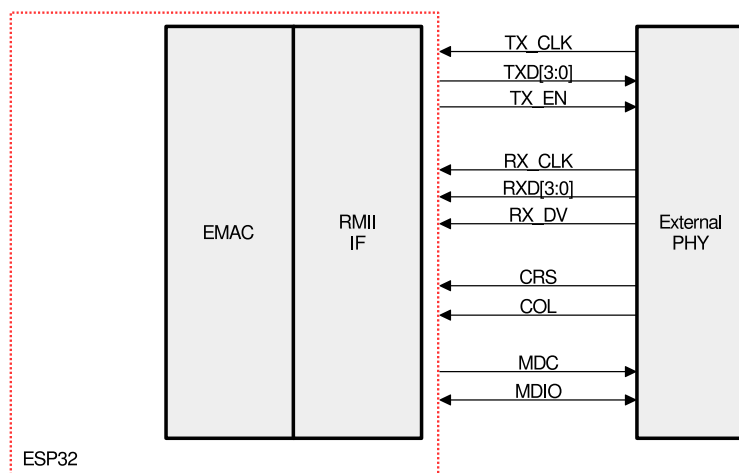 TX_CLK
TXD[3:0]
TX_EN
RX_CLK
RXD[3:0]
RX_DV
EMAC
RMII
IF
External
PHY
CRS
COL
MDC
MDIO
ESP32